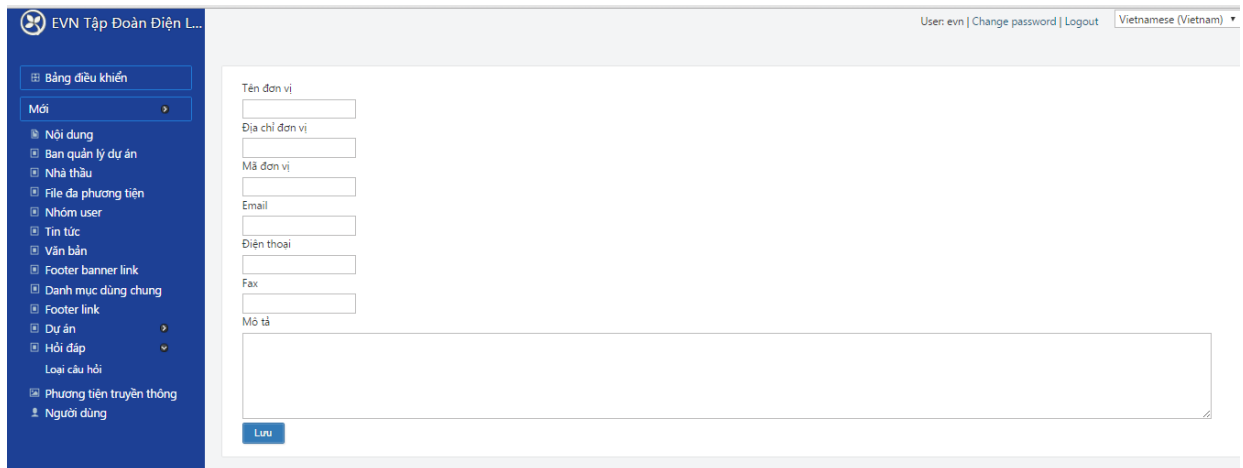 EVN Tập Đoàn Điện L...
User: evn | Change password | Logout
Vietnamese (Vietnam)
Bảng điều khiển
Mới
Nội dung
Ban quản lý dự án
Nhà thầu
File đa phương tiện
Nhóm user
Tin tức
Văn bản
Footer banner link
Danh mục dùng chung
Footer link
Dự án
Hỏi đáp
Loại câu hỏi
Phương tiện truyền thông
Người dùng
Tên đơn vị
Địa chỉ đơn vị
Mã đơn vị
Email
Điện thoại
Fax
Mô tả
Lưu